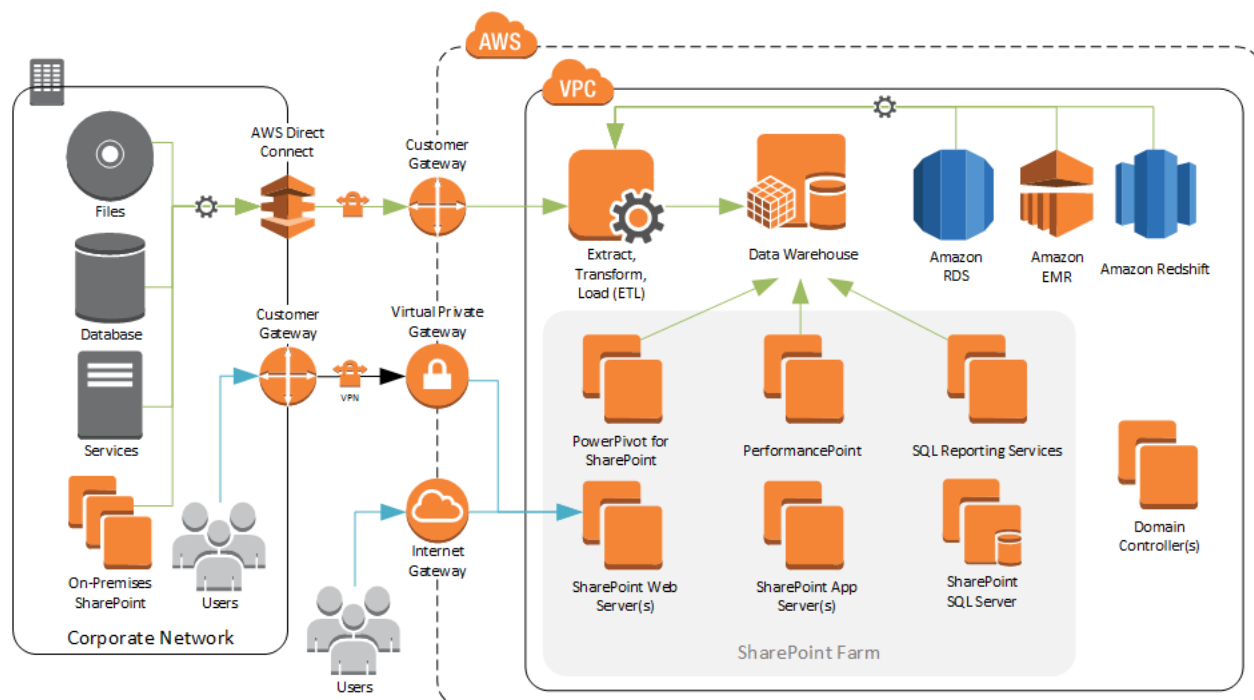 AWS
VPC
AWS Direct
Connect
Customer
Gateway
Files
Extract,
Transform,
Load (ETL)
Data Warehouse
Amazon
RDS
Amazon
EMR
Amazon Redshift
Database
Customer
Gateway
Virtual Private
Gateway
VPN
Services
PowerPivot for
SharePoint
PerformancePoint
SQL Reporting Services
On-Premises
SharePoint
Users
Internet
Gateway
SharePoint Web
Server(s)
SharePoint App
Server(s)
SharePoint
SQL Server
Domain
Controller(s)
Corporate Network
SharePoint Farm
Users